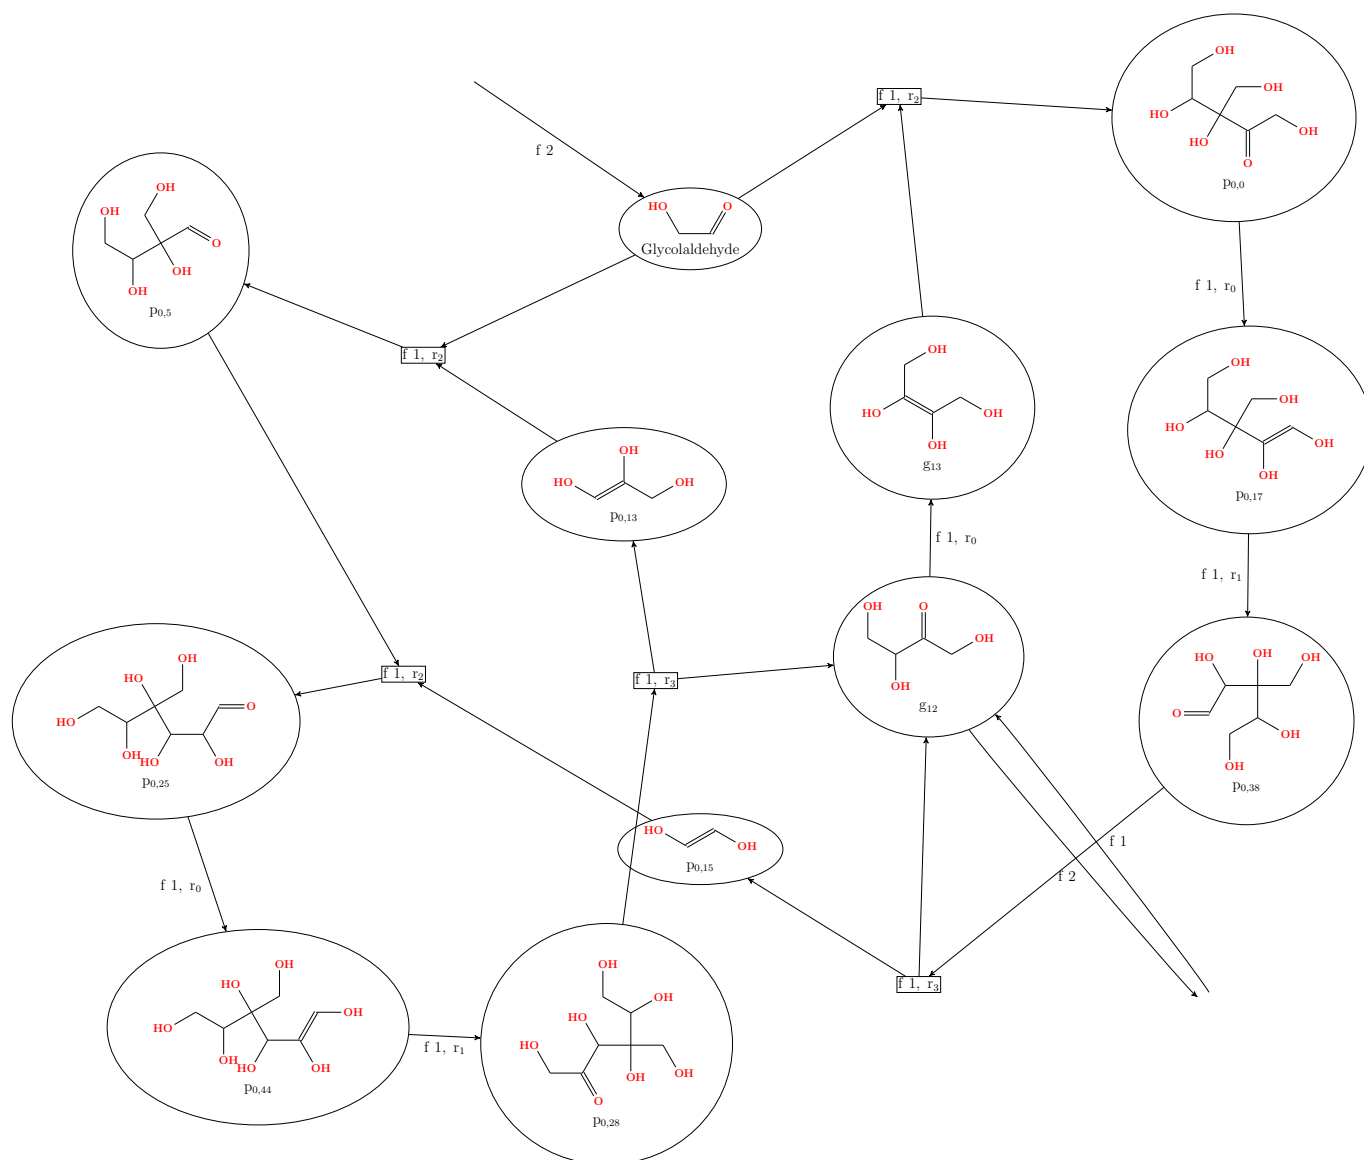 OH
OH
f 1, r₂
HO
OH
HO
O
p₀,₀
f 2
OH
HO
O
Glycolaldehyde
OH
O
OH
OH
p₀,₅
f 1, r₀
f 1, r₂
OH
HO
OH
OH
g₁₃
OH
OH
HO
OH
HO
OH
p₀,₁₇
OH
HO
OH
p₀,₁₃
f 1, r₀
f 1, r₁
OH
O
OH
OH
g₁₂
HO
OH
OH
O
OH
OH
p₀,₃₈
f 1, r₂
f 1, r₃
OH
HO
HO
O
OH
HO
OH
p₀,₂₅
HO
OH
p₀,₁₅
f 1
f 2
f 1, r₀
f 1, r₃
OH
HO
OH
HO
OH
HO
OH
p₀,₄₄
f 1, r₁
OH
OH
HO
HO
OH
OH
O
p₀,₂₈